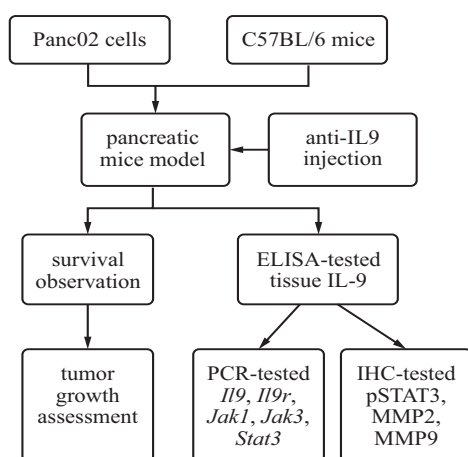 Panc02 cells
C57BL/6 mice
pancreatic
mice model
anti-IL9
injection
survival
observation
ELISA-tested
tissue IL-9
tumor
growth
assessment
PCR-tested
Il9, Il9r,
Jak1, Jak3,
Stat3
IHC-tested
pSTAT3,
MMP2,
MMP9